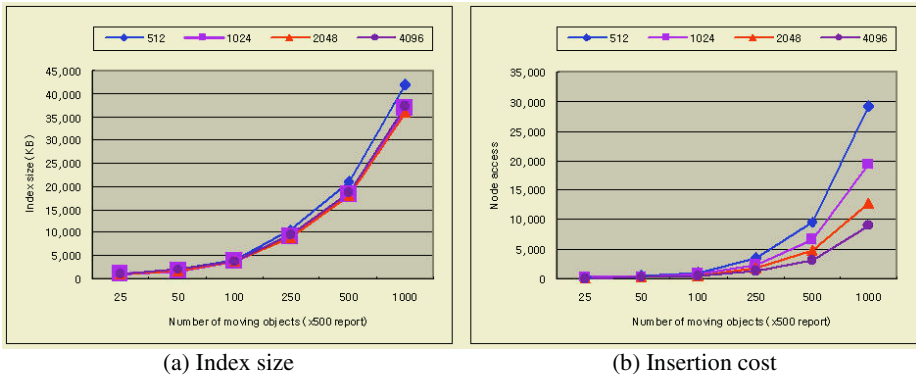 512 1024 2048 4096
45,000
40,000
35,000
30,000
25,000
20,000
15,000
10,000
5,000
0
Index size (KB)
25 50 100 250 500 1000
Number of moving objects (x500 report)
(a) Index size
512 1024 2048 4096
35,000
30,000
25,000
20,000
15,000
10,000
5,000
0
Node access
25 50 100 250 500 1000
Number of moving objects (x500 report)
(b) Insertion cost